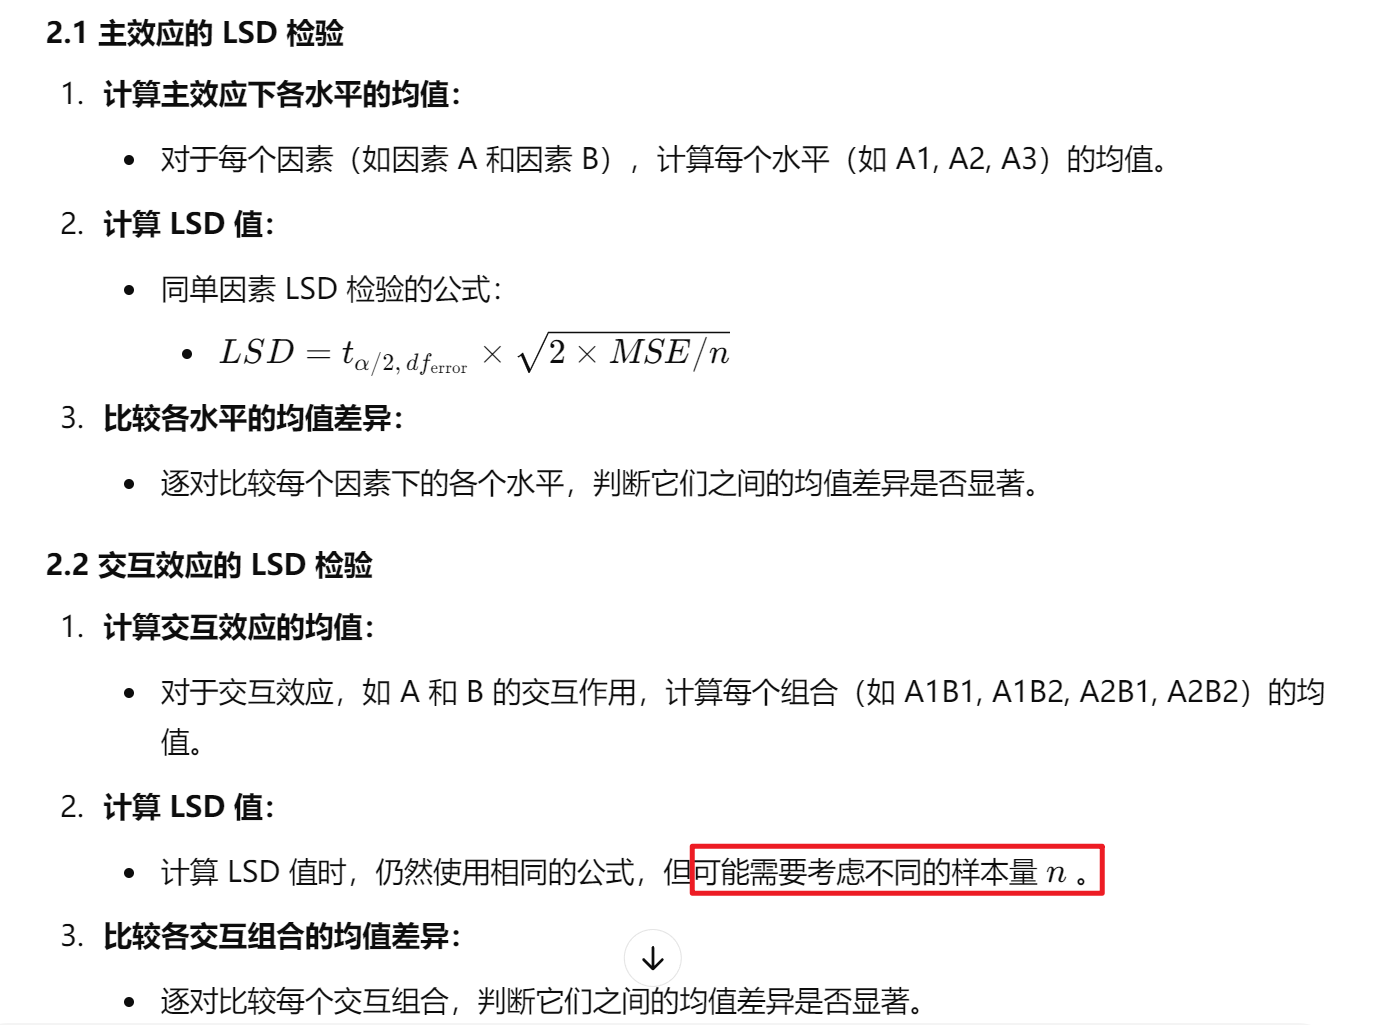 2.1 主效应的 LSD 检验
1. 计算主效应下各水平的均值：
• 对于每个因素（如因素 A 和因素 B），计算每个水平（如 A1, A2, A3）的均值。
2. 计算 LSD 值：
• 同单因素 LSD 检验的公式：
• $LSD = t_{\alpha/2, df_{\text{error}}} \times \sqrt{2 \times MSE/n}$
3. 比较各水平的均值差异：
• 逐对比较每个因素下的各个水平，判断它们之间的均值差异是否显著。
2.2 交互效应的 LSD 检验
1. 计算交互效应的均值：
• 对于交互效应，如 A 和 B 的交互作用，计算每个组合（如 A1B1, A1B2, A2B1, A2B2）的均
值。
2. 计算 LSD 值：
• 计算 LSD 值时，仍然使用相同的公式，但可能需要考虑不同的样本量 n 。
3. 比较各交互组合的均值差异：
• 逐对比较每个交互组合，判断它们之间的均值差异是否显著。